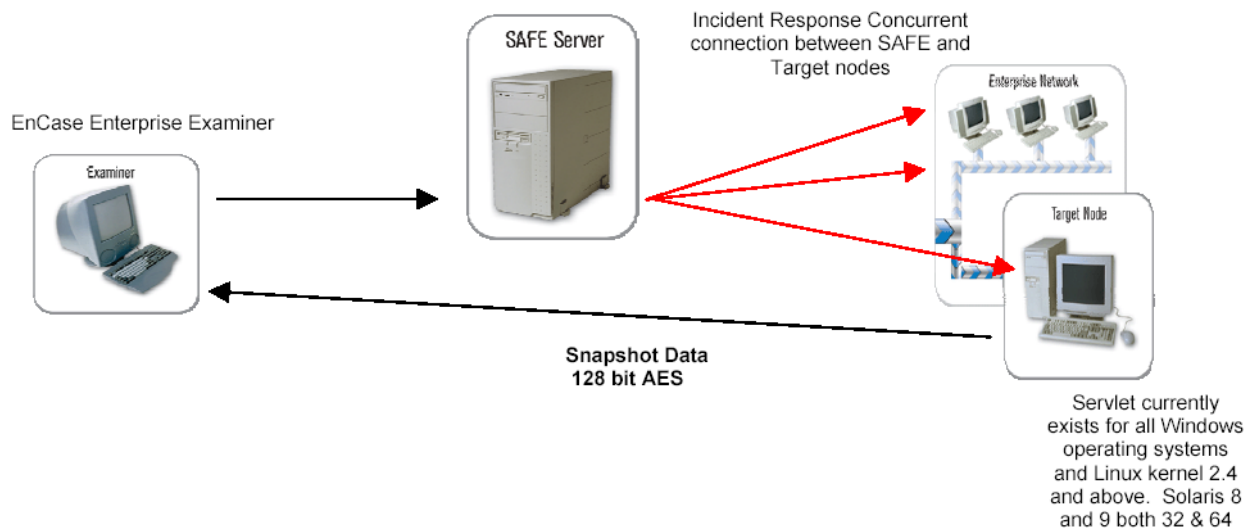 EnCase Enterprise Examiner
Examiner
SAFE Server
Incident Response Concurrent
connection between SAFE and
Target nodes
Enterprise Network
Target Node
Snapshot Data
128 bit AES
Servlet currently
exists for all Windows
operating systems
and Linux kernel 2.4
and above. Solaris 8
and 9 both 32 & 64